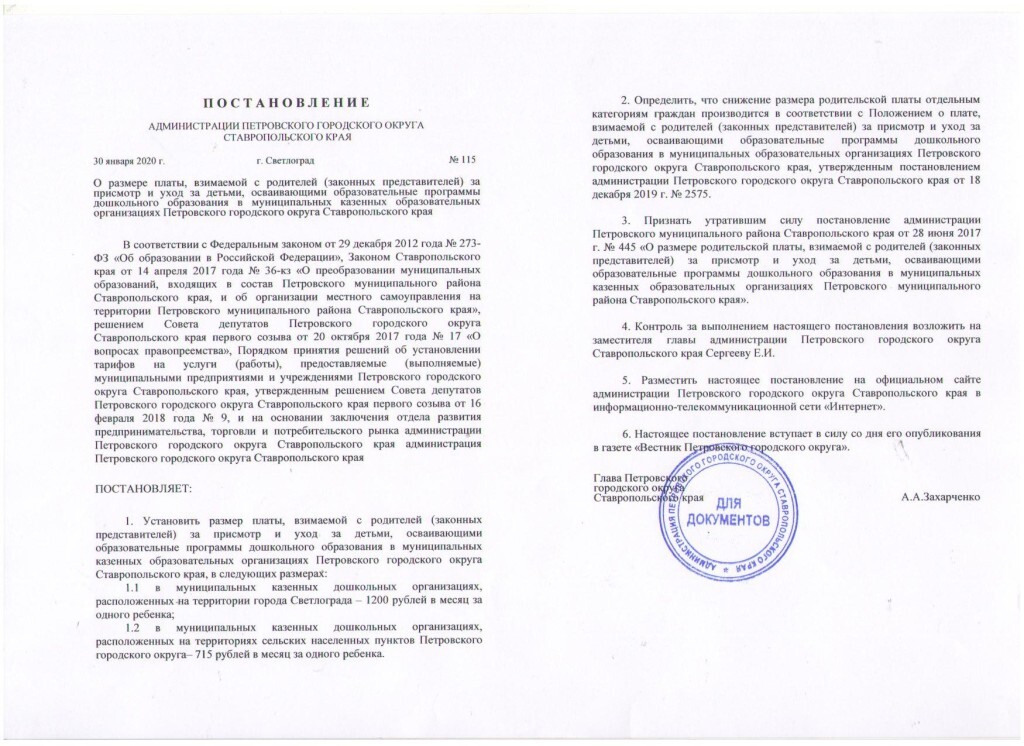 ПОСТАНОВЛЕНИЕ
АДМИНИСТРАЦИИ ПЕТРОВСКОГО ГОРОДСКОГО ОКРУГА
СТАВРОПОЛЬСКОГО КРАЯ
30 января 2020 г. г. Светлоград № 115
О размере платы, взимаемой с родителей (законных представителей) за
присмотр и уход за детьми, осваивающими образовательные программы
дошкольного образования в муниципальных казенных образовательных
организациях Петровского городского округа Ставропольского края
В соответствии с Федеральным законом от 29 декабря 2012 года № 273-
ФЗ «Об образовании в Российской Федерации», Законом Ставропольского
края от 14 апреля 2017 года № 36-кз «О преобразовании муниципальных
образований, входящих в состав Петровского муниципального района
Ставропольского края, и об организации местного самоуправления на
территории Петровского муниципального района Ставропольского края»,
решением Совета депутатов Петровского городского округа
Ставропольского края первого созыва от 20 октября 2017 года № 17 «О
вопросах правопреемства», Порядком принятия решений об установлении
тарифов на услуги (работы), предоставляемые (выполняемые)
муниципальными предприятиями и учреждениями Петровского городского
округа Ставропольского края, утвержденным решением Совета депутатов
Петровского городского округа Ставропольского края первого созыва от 16
февраля 2018 года № 9, и на основании заключения отдела развития
предпринимательства, торговли и потребительского рынка администрации
Петровского городского округа Ставропольского края администрация
Петровского городского округа Ставропольского края
ПОСТАНОВЛЯЕТ:
1. Установить размер платы, взимаемой с родителей (законных
представителей) за присмотр и уход за детьми, осваивающими
образовательные программы дошкольного образования в муниципальных
казенных образовательных организациях Петровского городского округа
Ставропольского края, в следующих размерах:
1.1 в муниципальных казенных дошкольных организациях,
расположенных на территории города Светлограда – 1200 рублей в месяц за
одного ребенка;
1.2 в муниципальных казенных дошкольных организациях,
расположенных на территориях сельских населенных пунктов Петровского
городского округа– 715 рублей в месяц за одного ребенка.
2. Определить, что снижение размера родительской платы отдельным
категориям граждан производится в соответствии с Положением о плате,
взимаемой с родителей (законных представителей) за присмотр и уход за
детьми, осваивающими образовательные программы дошкольного
образования в муниципальных образовательных организациях Петровского
городского округа Ставропольского края, утвержденным постановлением
администрации Петровского городского округа Ставропольского края от 18
декабря 2019 г. № 2575.
3. Признать утратившим силу постановление администрации
Петровского муниципального района Ставропольского края от 28 июня 2017
г. № 445 «О размере родительской платы, взимаемой с родителей (законных
представителей) за присмотр и уход за детьми, осваивающими
образовательные программы дошкольного образования в муниципальных
казенных образовательных организациях Петровского муниципального
района Ставропольского края».
4. Контроль за выполнением настоящего постановления возложить на
заместителя главы администрации Петровского городского округа
Ставропольского края Сергееву Е.И.
5. Разместить настоящее постановление на официальном сайте
администрации Петровского городского округа Ставропольского края в
информационно-телекоммуникационной сети «Интернет».
6. Настоящее постановление вступает в силу со дня его опубликования
в газете «Вестник Петровского городского округа».
Глава Петровского
городского округа
Ставропольского края А.А.Захарченко
АДМИНИСТРАЦИЯ ПЕТРОВСКОГО ГОРОДСКОГО ОКРУГА СТАВРОПОЛЬСКОГО КРАЯ
ДЛЯ
ДОКУМЕНТОВ